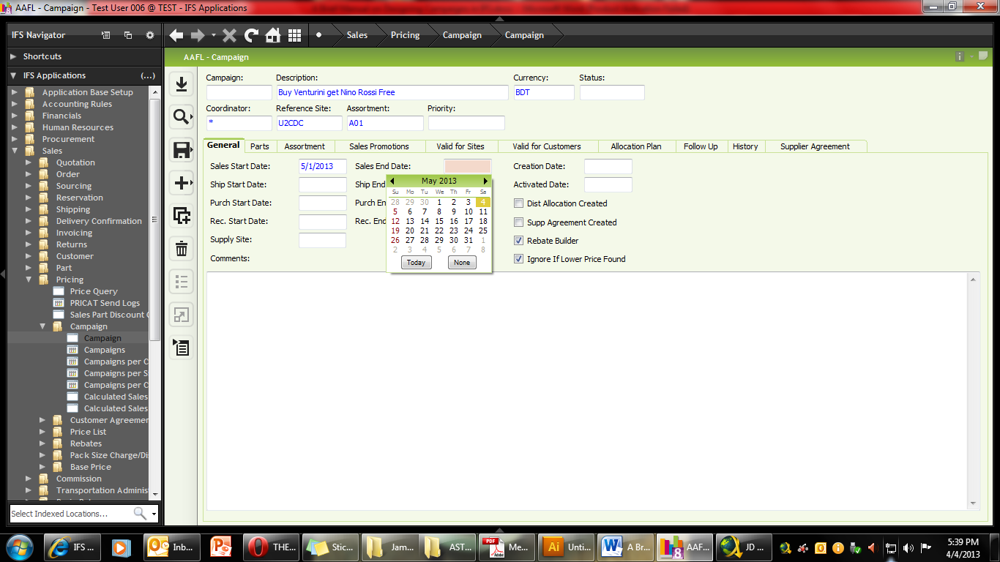 AAFL - Campaign - Test User 006 @ TEST - IFS Applications
IFS Navigator
Sales Pricing Campaign Campaign
Shortcuts
IFS Applications (...)
Application Base Setup
Accounting Rules
Financials
Human Resources
Procurement
Sales
Quotation
Order
Sourcing
Reservation
Shipping
Delivery Confirmation
Invoicing
Returns
Customer
Part
Pricing
Price Query
PRICAT Send Logs
Sales Part Discount C
Campaign
Campaign
Campaigns
Campaigns per C
Campaigns per S
Campaigns per C
Calculated Sales
Calculated Sales
Customer Agreemer
Price List
Rebates
Pack Size Charge/Di
Base Price
Commission
Transportation Adminis
Select Indexed Locations...
AAFL - Campaign
Campaign: Description: Currency: Status:
Buy Venturini get Nino Rossi Free BDT
Coordinator: Reference Site: Assortment: Priority:
* U2CDC A01
General Parts Assortment Sales Promotions Valid for Sites Valid for Customers Allocation Plan Follow Up History Supplier Agreement
Sales Start Date: 5/1/2013 Sales End Date: Creation Date:
Ship Start Date: Ship End Activated Date:
Purch Start Date: Purch En Dist Allocation Created
Rec. Start Date: Rec. End Supp Agreement Created
Supply Site: Rebate Builder
Comments: Ignore If Lower Price Found
May 2013
Su Mo Tu We Th Fr Sa
28 29 30 1 2 3 4
5 6 7 8 9 10 11
12 13 14 15 16 17 18
19 20 21 22 23 24 25
26 27 28 29 30 31 1
2 3 4 5 6 7 8
Today None
IFS ... Inb... THE... Stic... Jam... AST... Me... Unti... A Br... AAF... JD ...
5:39 PM
4/4/2013